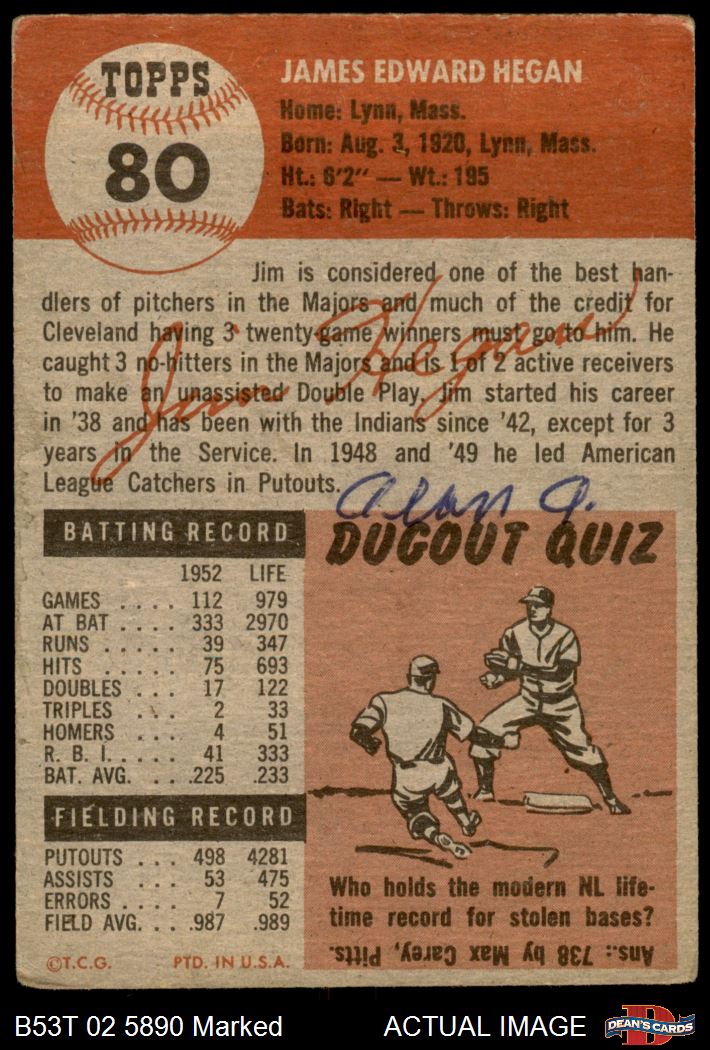 TOPPS
80
JAMES EDWARD HEGAN
Home: Lynn, Mass.
Born: Aug. 3, 1920, Lynn, Mass.
Ht.: 6'2" — Wt.: 195
Bats: Right — Throws: Right
Jim is considered one of the best han-
dlers of pitchers in the Majors and much of the credit for
Cleveland having 3 twenty-game winners must go to him. He
caught 3 no-hitters in the Majors and is 1 of 2 active receivers
to make an unassisted Double Play. Jim started his career
in '38 and has been with the Indians since '42, except for 3
years in the Service. In 1948 and '49 he led American
League Catchers in Putouts.
Jim Hegan
Alan A.
BATTING RECORD
1952 LIFE
GAMES .... 112 979
AT BAT .... 333 2970
RUNS ..... 39 347
HITS ..... 75 693
DOUBLES ... 17 122
TRIPLES ... 2 33
HOMERS ... 4 51
R. B. I..... 41 333
BAT. AVG. ... .225 .233
FIELDING RECORD
PUTOUTS ... 498 4281
ASSISTS ... 53 475
ERRORS .... 7 52
FIELD AVG. ... .987 .989
©T.C.G. PTD. IN U.S.A.
DUGOUT QUIZ
Who holds the modern NL life-
time record for stolen bases?
Ans.: 738 by Max Carey, Pitts.
B53T 02 5890 Marked
ACTUAL IMAGE
DEAN'S CARDS